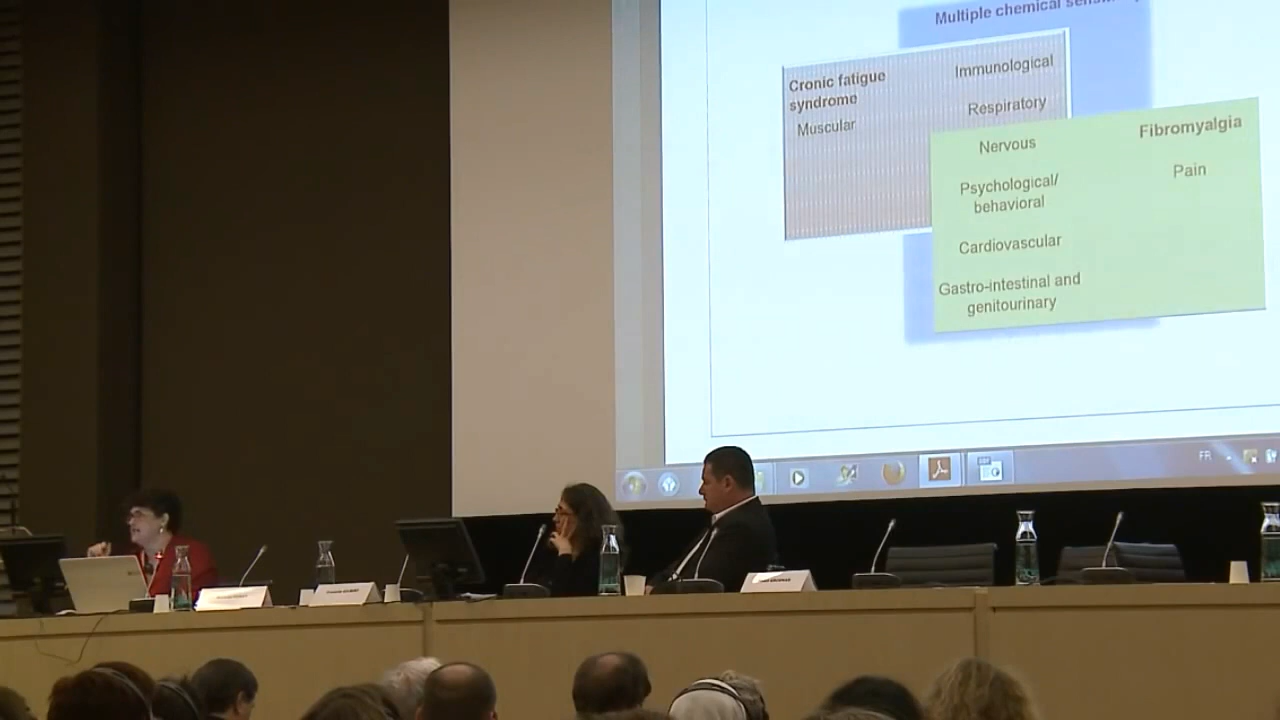 Multiple chemical
Cronic fatigue
syndrome
Muscular
Immunological
Respiratory
Nervous
Psychological/
behavioral
Cardiovascular
Gastro-intestinal and
genitourinary
Fibromyalgia
Pain
FR